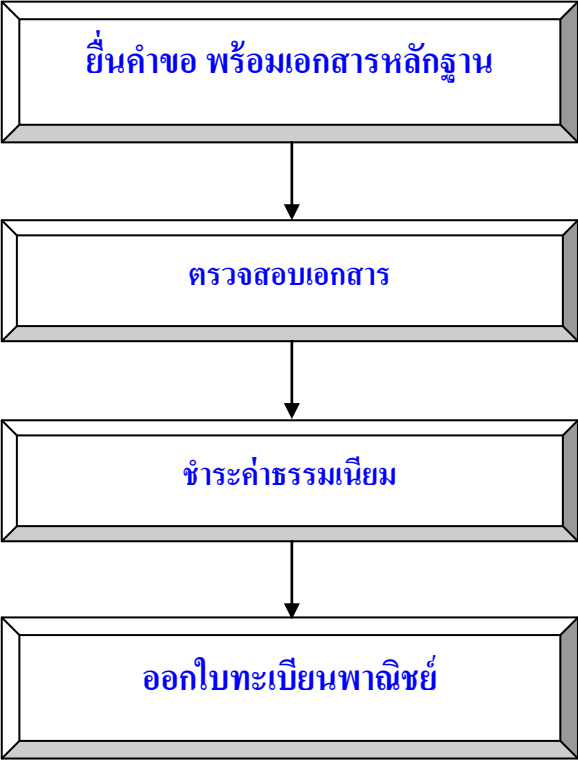 ยื่นคำขอ พร้อมเอกสารหลักฐาน
ตรวจสอบเอกสาร
ชำระค่าธรรมเนียม
ออกใบทะเบียนพาณิชย์